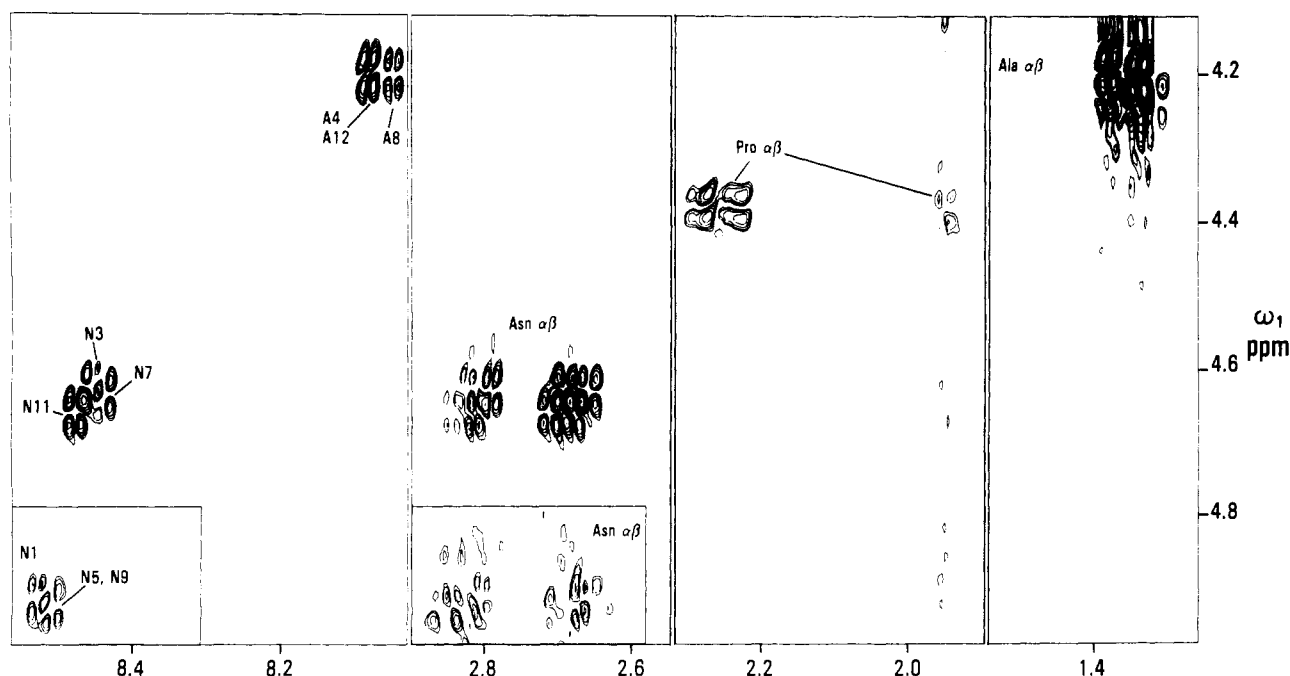 A4
A12
A8
Ala αβ
4.2
Pro αβ
4.4
Asn αβ
N3
N7
N11
ω₁
ppm
4.6
4.8
N1
N5, N9
Asn αβ
8.4
8.2
2.8
2.6
2.2
2.0
1.4